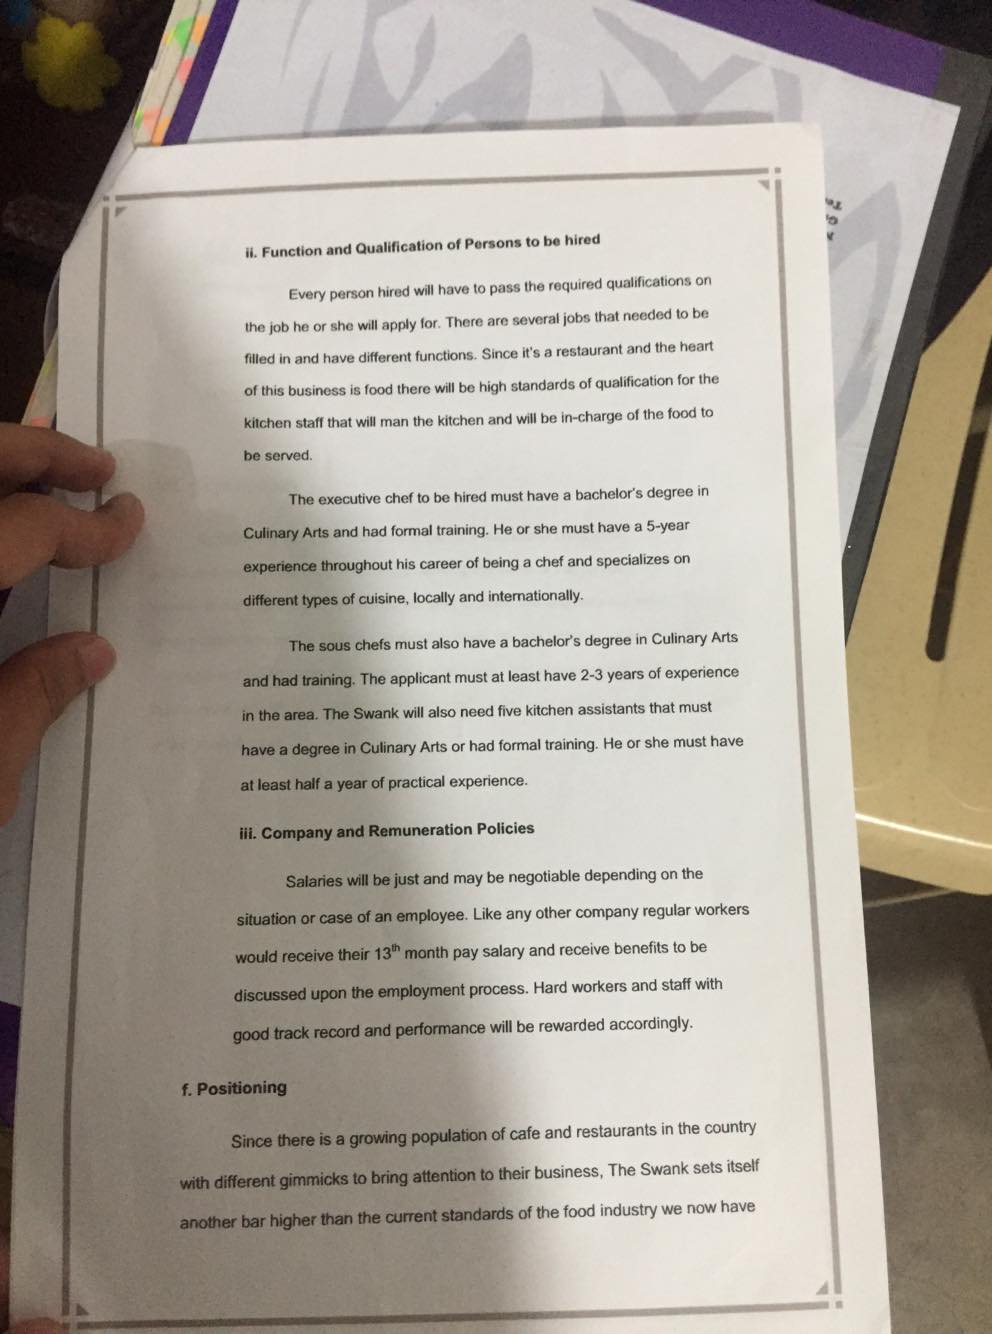 ii. Function and Qualification of Persons to be hired
Every person hired will have to pass the required qualifications on
the job he or she will apply for. There are several jobs that needed to be
filled in and have different functions. Since it's a restaurant and the heart
of this business is food there will be high standards of qualification for the
kitchen staff that will man the kitchen and will be in-charge of the food to
be served.
The executive chef to be hired must have a bachelor's degree in
Culinary Arts and had formal training. He or she must have a 5-year
experience throughout his career of being a chef and specializes on
different types of cuisine, locally and internationally.
The sous chefs must also have a bachelor's degree in Culinary Arts
and had training. The applicant must at least have 2-3 years of experience
in the area. The Swank will also need five kitchen assistants that must
have a degree in Culinary Arts or had formal training. He or she must have
at least half a year of practical experience.
iii. Company and Remuneration Policies
Salaries will be just and may be negotiable depending on the
situation or case of an employee. Like any other company regular workers
would receive their 13th month pay salary and receive benefits to be
discussed upon the employment process. Hard workers and staff with
good track record and performance will be rewarded accordingly.
f. Positioning
Since there is a growing population of cafe and restaurants in the country
with different gimmicks to bring attention to their business, The Swank sets itself
another bar higher than the current standards of the food industry we now have